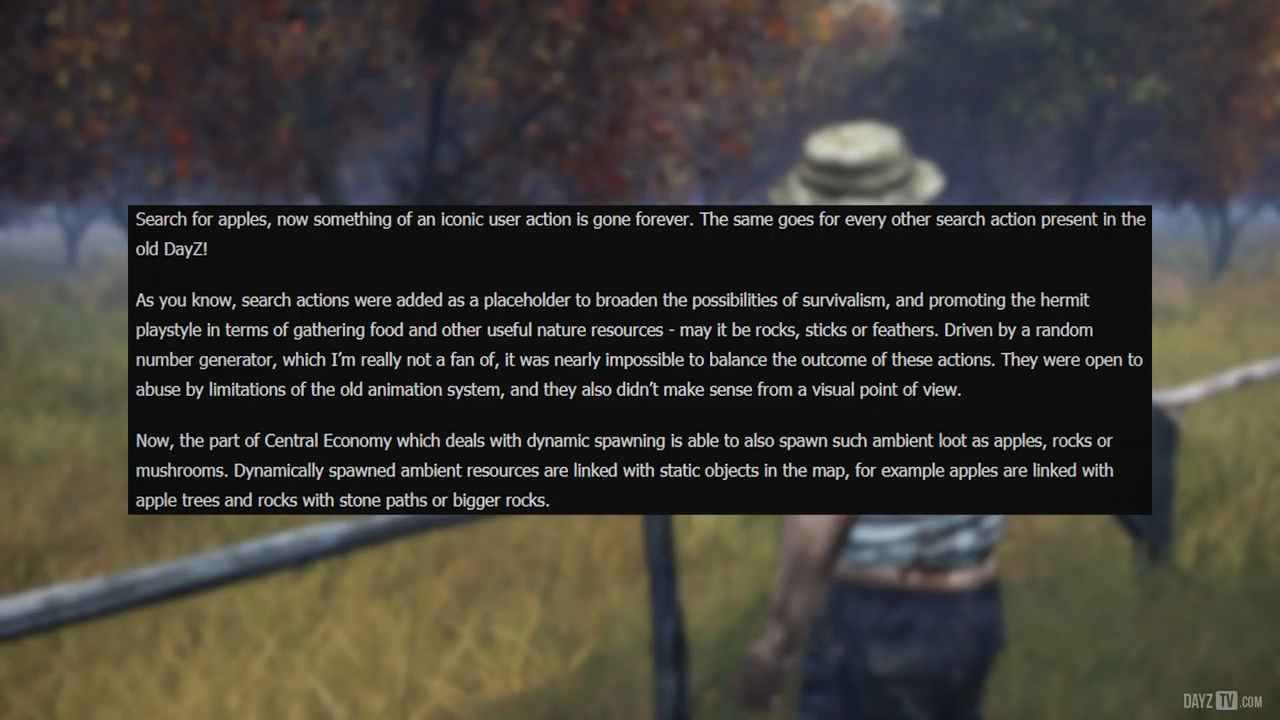 Search for apples, now something of an iconic user action is gone forever. The same goes for every other search action present in the
old DayZ!
As you know, search actions were added as a placeholder to broaden the possibilities of survivalism, and promoting the hermit
playstyle in terms of gathering food and other useful nature resources - may it be rocks, sticks or feathers. Driven by a random
number generator, which I’m really not a fan of, it was nearly impossible to balance the outcome of these actions. They were open to
abuse by limitations of the old animation system, and they also didn’t make sense from a visual point of view.
Now, the part of Central Economy which deals with dynamic spawning is able to also spawn such ambient loot as apples, rocks or
mushrooms. Dynamically spawned ambient resources are linked with static objects in the map, for example apples are linked with
apple trees and rocks with stone paths or bigger rocks.
DAYZ TV .COM